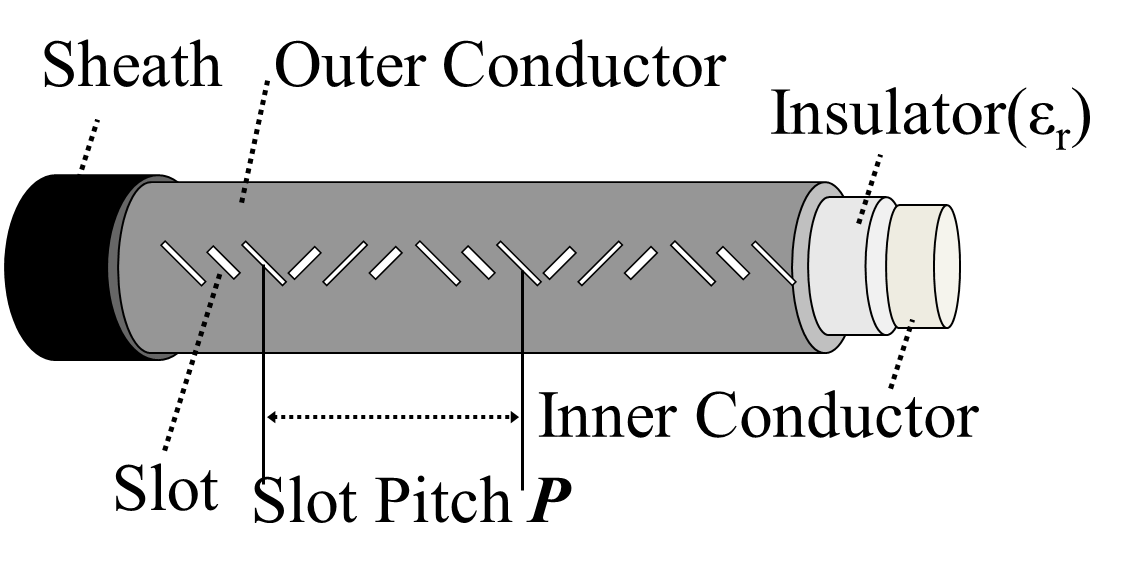 Sheath
Outer Conductor
Insulator(εr)
Inner Conductor
Slot
Slot Pitch P